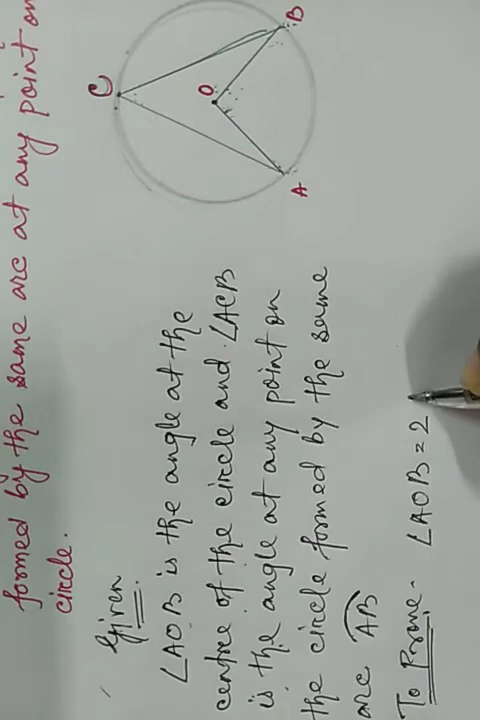 formed by the same arc at any point on
circle.
C
O
B
A
Given
∠AOB is the angle at the
centre of the circle and ∠ACB
is the angle at any point on
the circle formed by the same
arc AB
To Prove - ∠AOB = 2